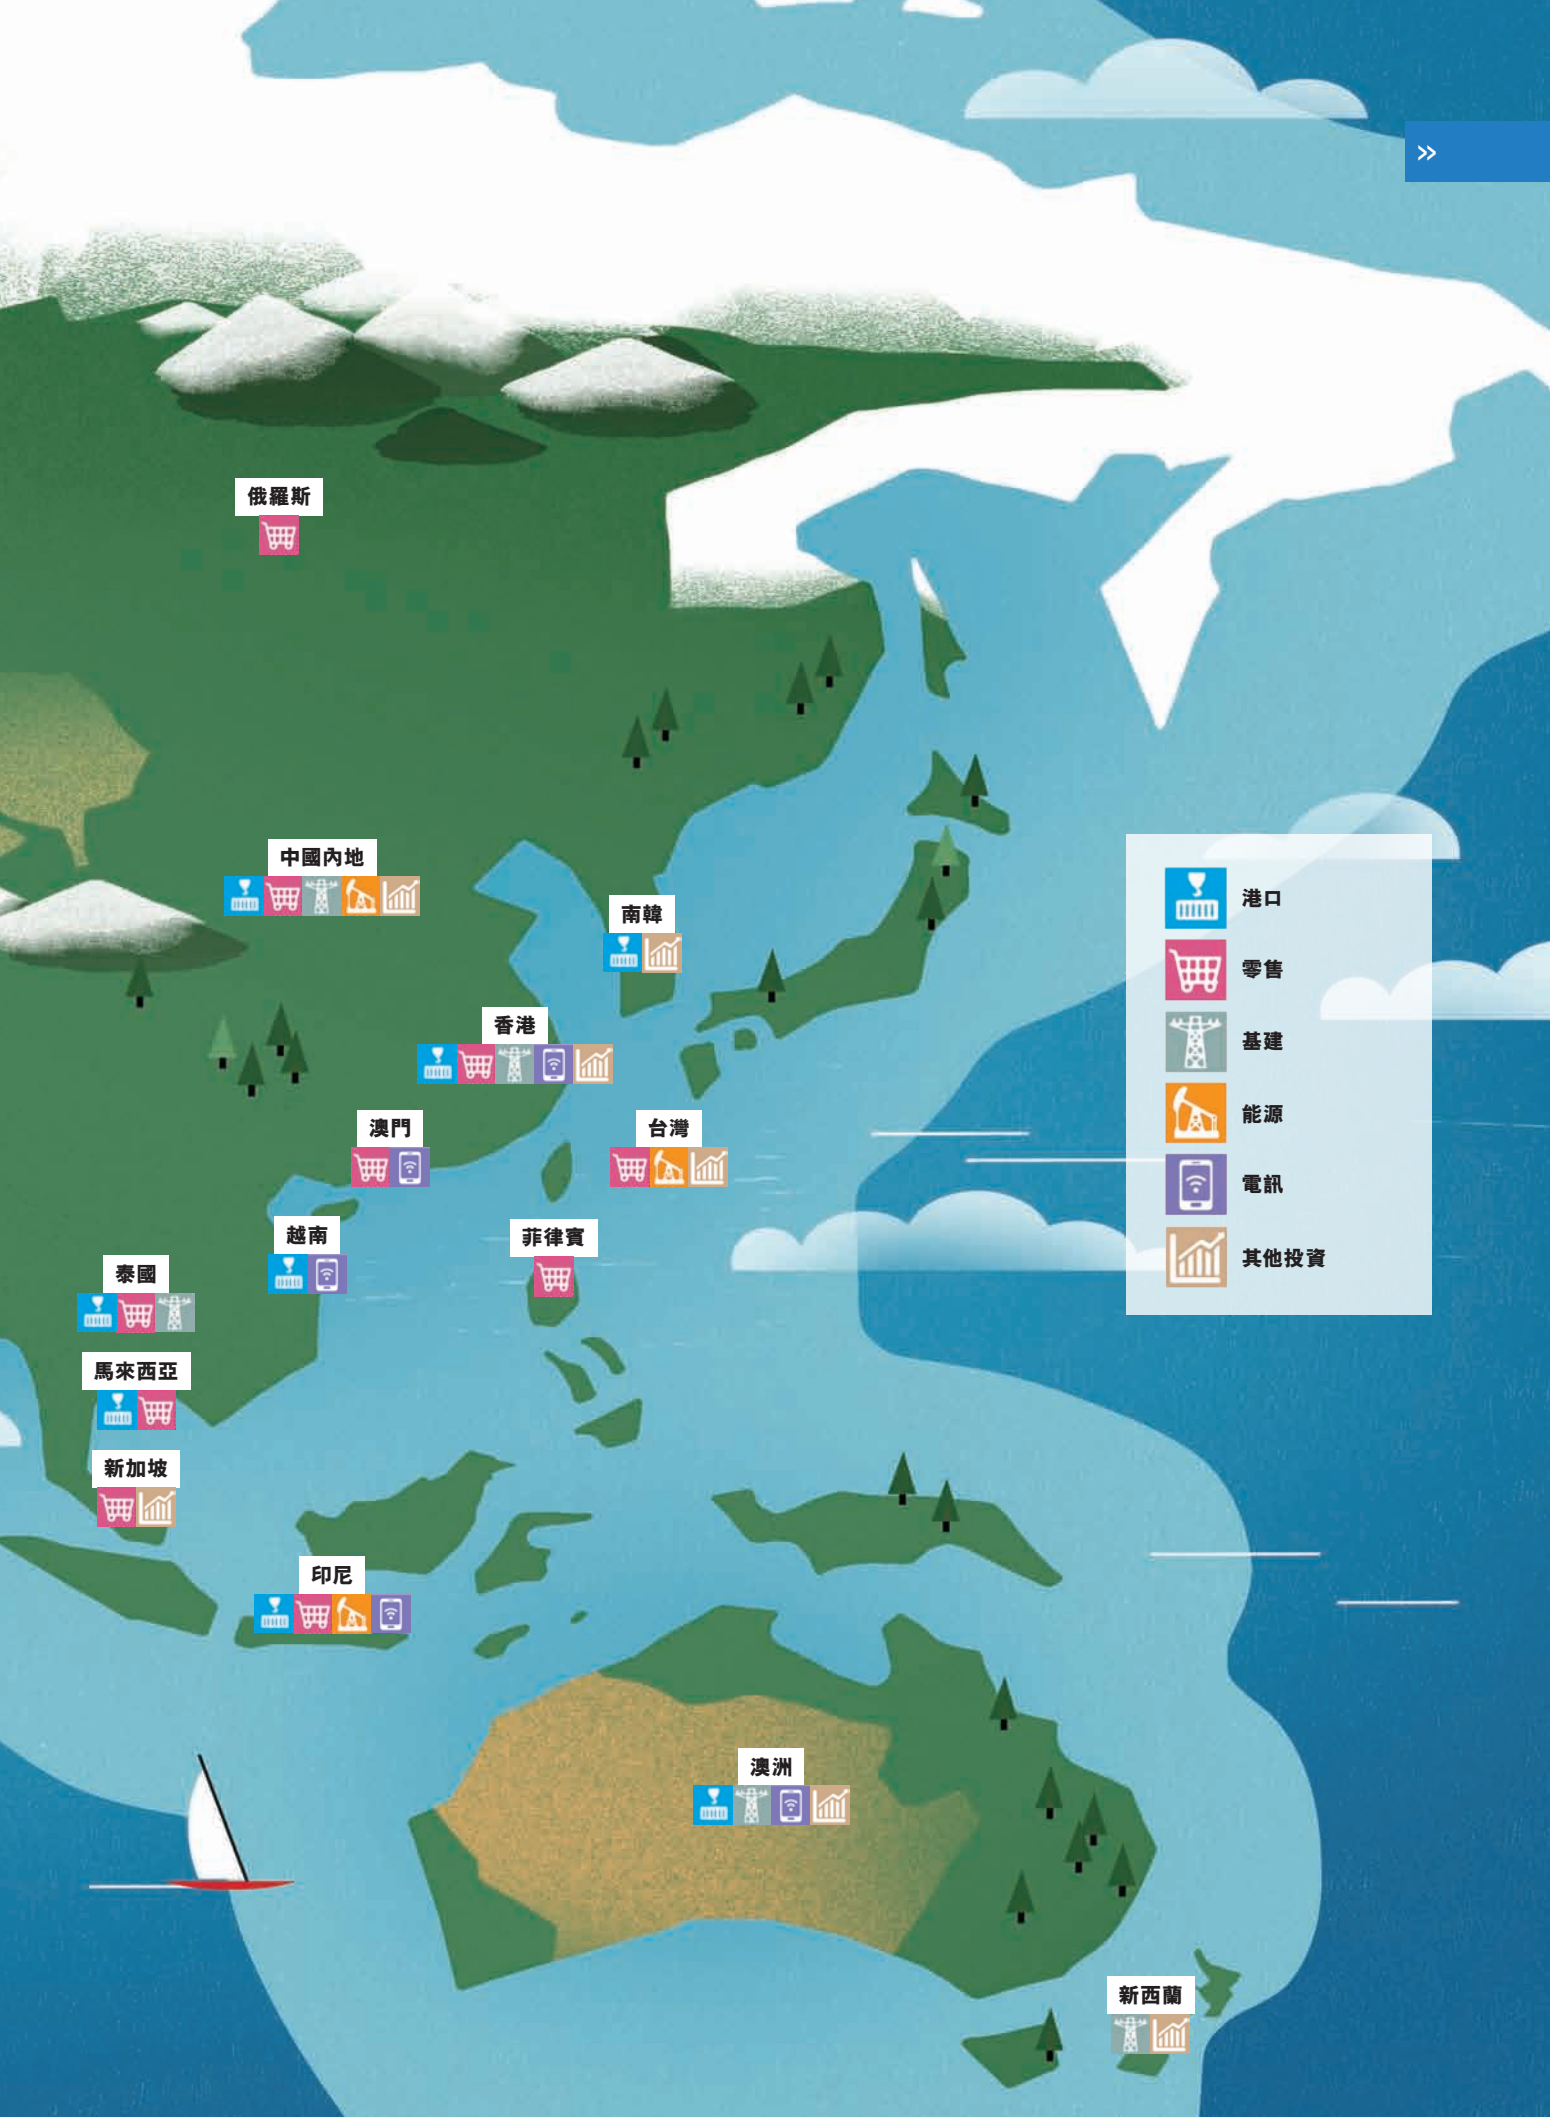 »
俄羅斯
中國內地
南韓
香港
澳門
台灣
越南
菲律賓
泰國
馬來西亞
新加坡
印尼
澳洲
新西蘭
港口
零售
基建
能源
電訊
其他投資